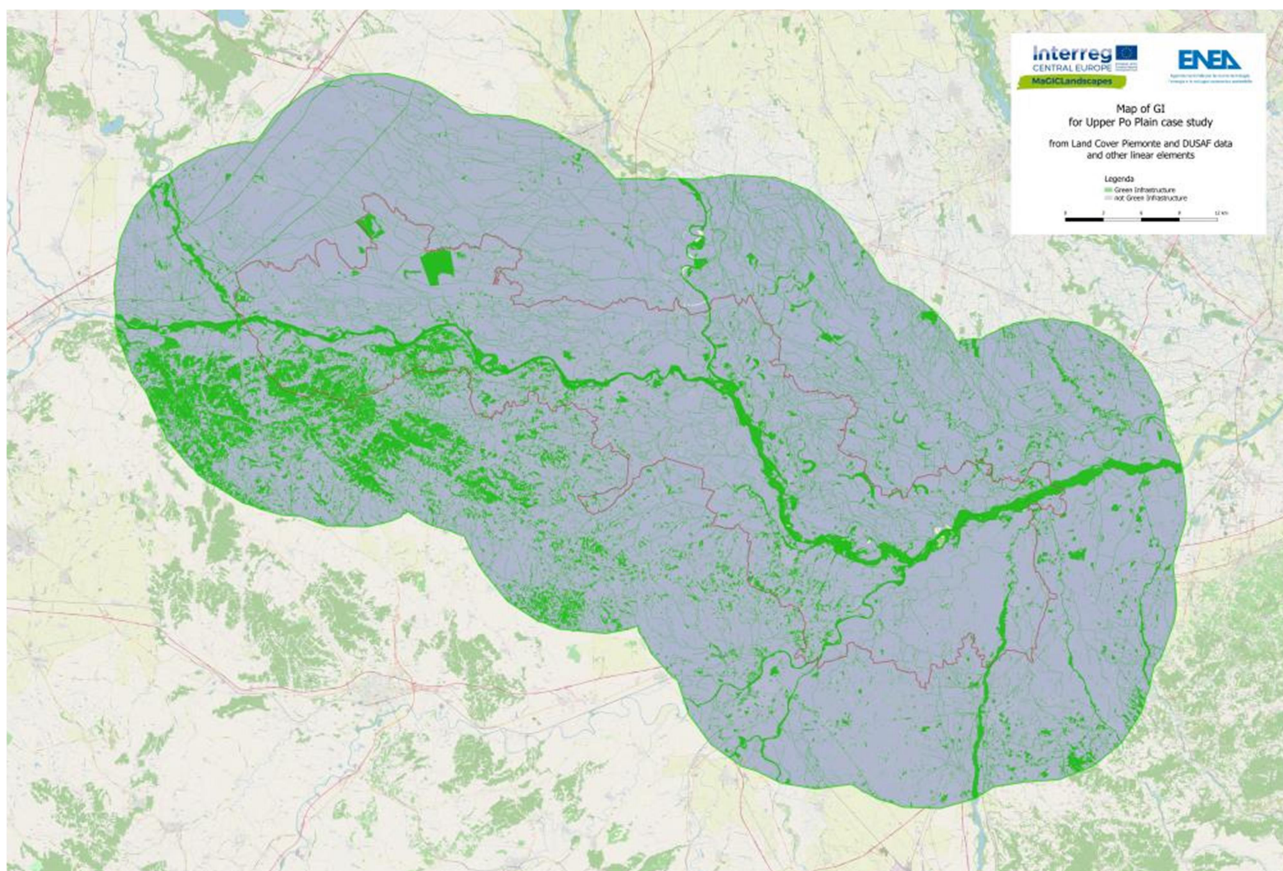 Interreg
CENTRAL EUROPE
MaGICLandscapes
ENEA
Map of GI
for Upper Po Plain case study
from Land Cover Piemonte and DUSAF data
and other linear elements
Legenda
Green Infrastructure
not Green Infrastructure